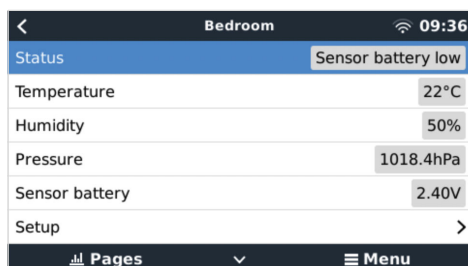 Bedroom 09:36
Status Sensor battery low
Temperature 22°C
Humidity 50%
Pressure 1018.4hPa
Sensor battery 2.40V
Setup
Pages Menu